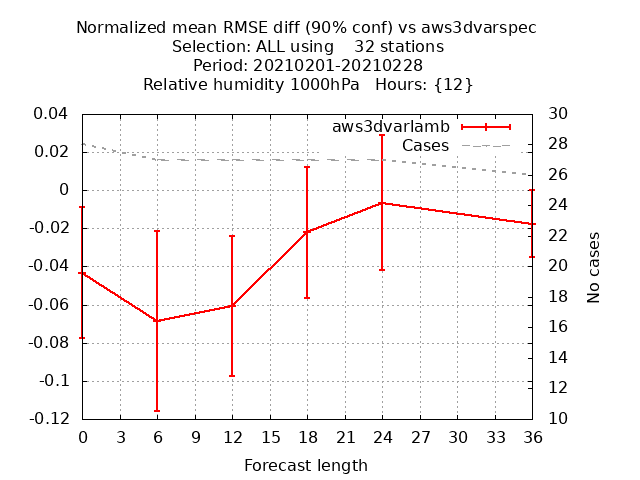 Normalized mean RMSE diff (90% conf) vs aws3dvarspec
Selection: ALL using    32 stations
Period: 20210201-20210228
Relative humidity 1000hPa   Hours: {12}
aws3dvarlamb
Cases
0.04
0.02
0
-0.02
-0.04
-0.06
-0.08
-0.1
-0.12
30
28
26
24
22
20
18
16
14
12
10
No cases
0 3 6 9 12 15 18 21 24 27 30 33 36
Forecast length